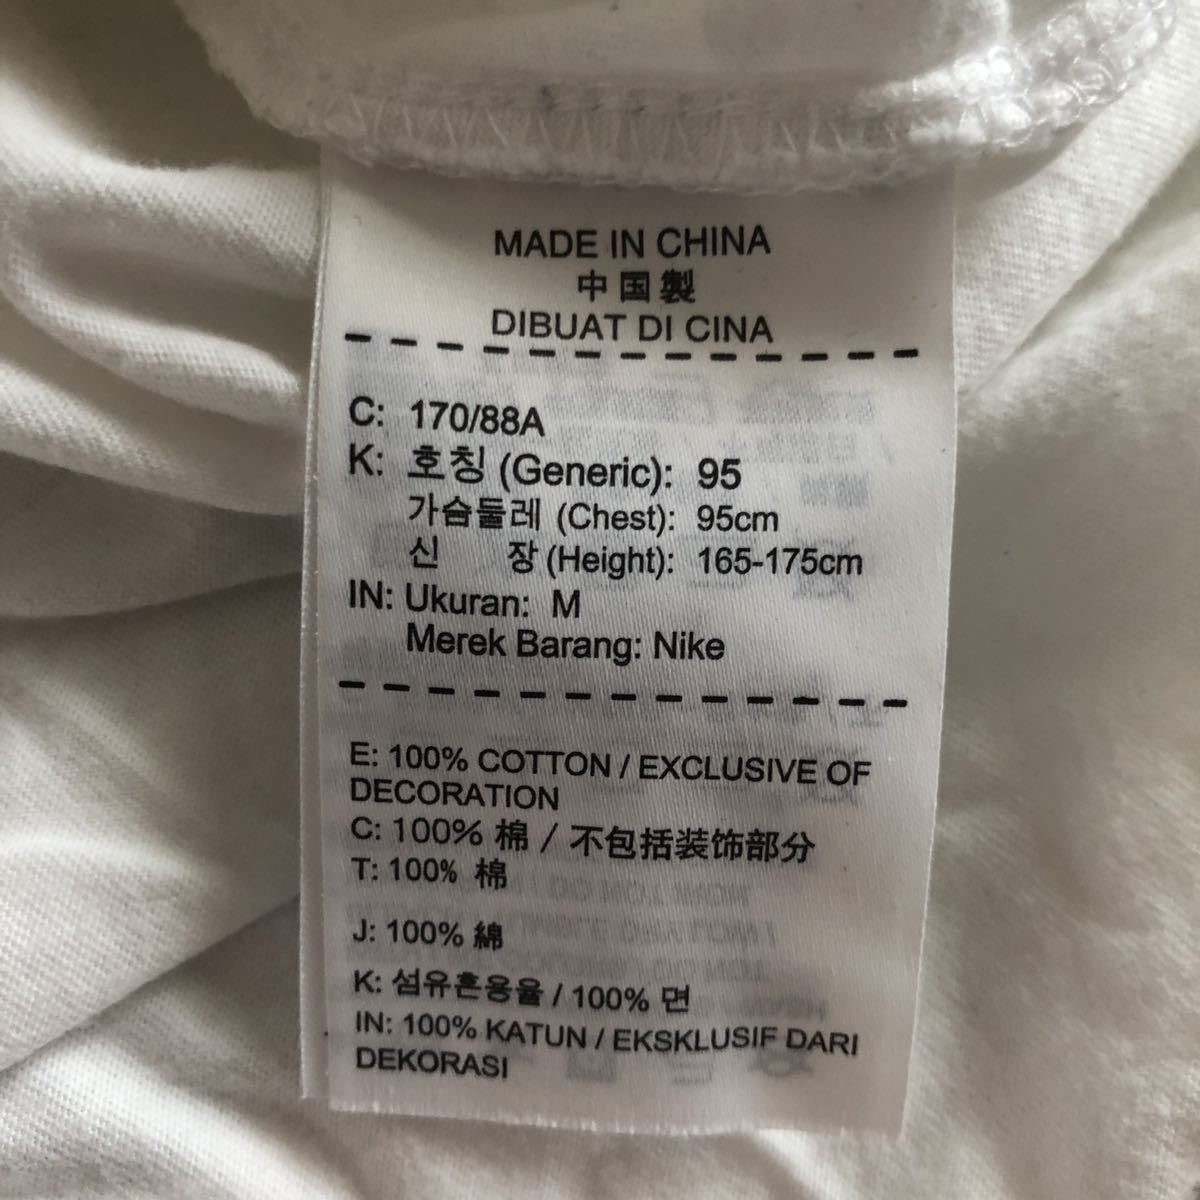 MADE IN CHINA
中国製
DIBUAT DI CINA
C: 170/88A
K: 호칭 (Generic): 95
가슴둘레 (Chest): 95cm
신 장 (Height): 165-175cm
IN: Ukuran: M
Merek Barang: Nike
E: 100% COTTON / EXCLUSIVE OF
DECORATION
C: 100% 棉 / 不包括装饰部分
T: 100% 棉
J: 100% 綿
K: 섬유혼용율 / 100% 면
IN: 100% KATUN / EKSKLUSIF DARI
DEKORASI